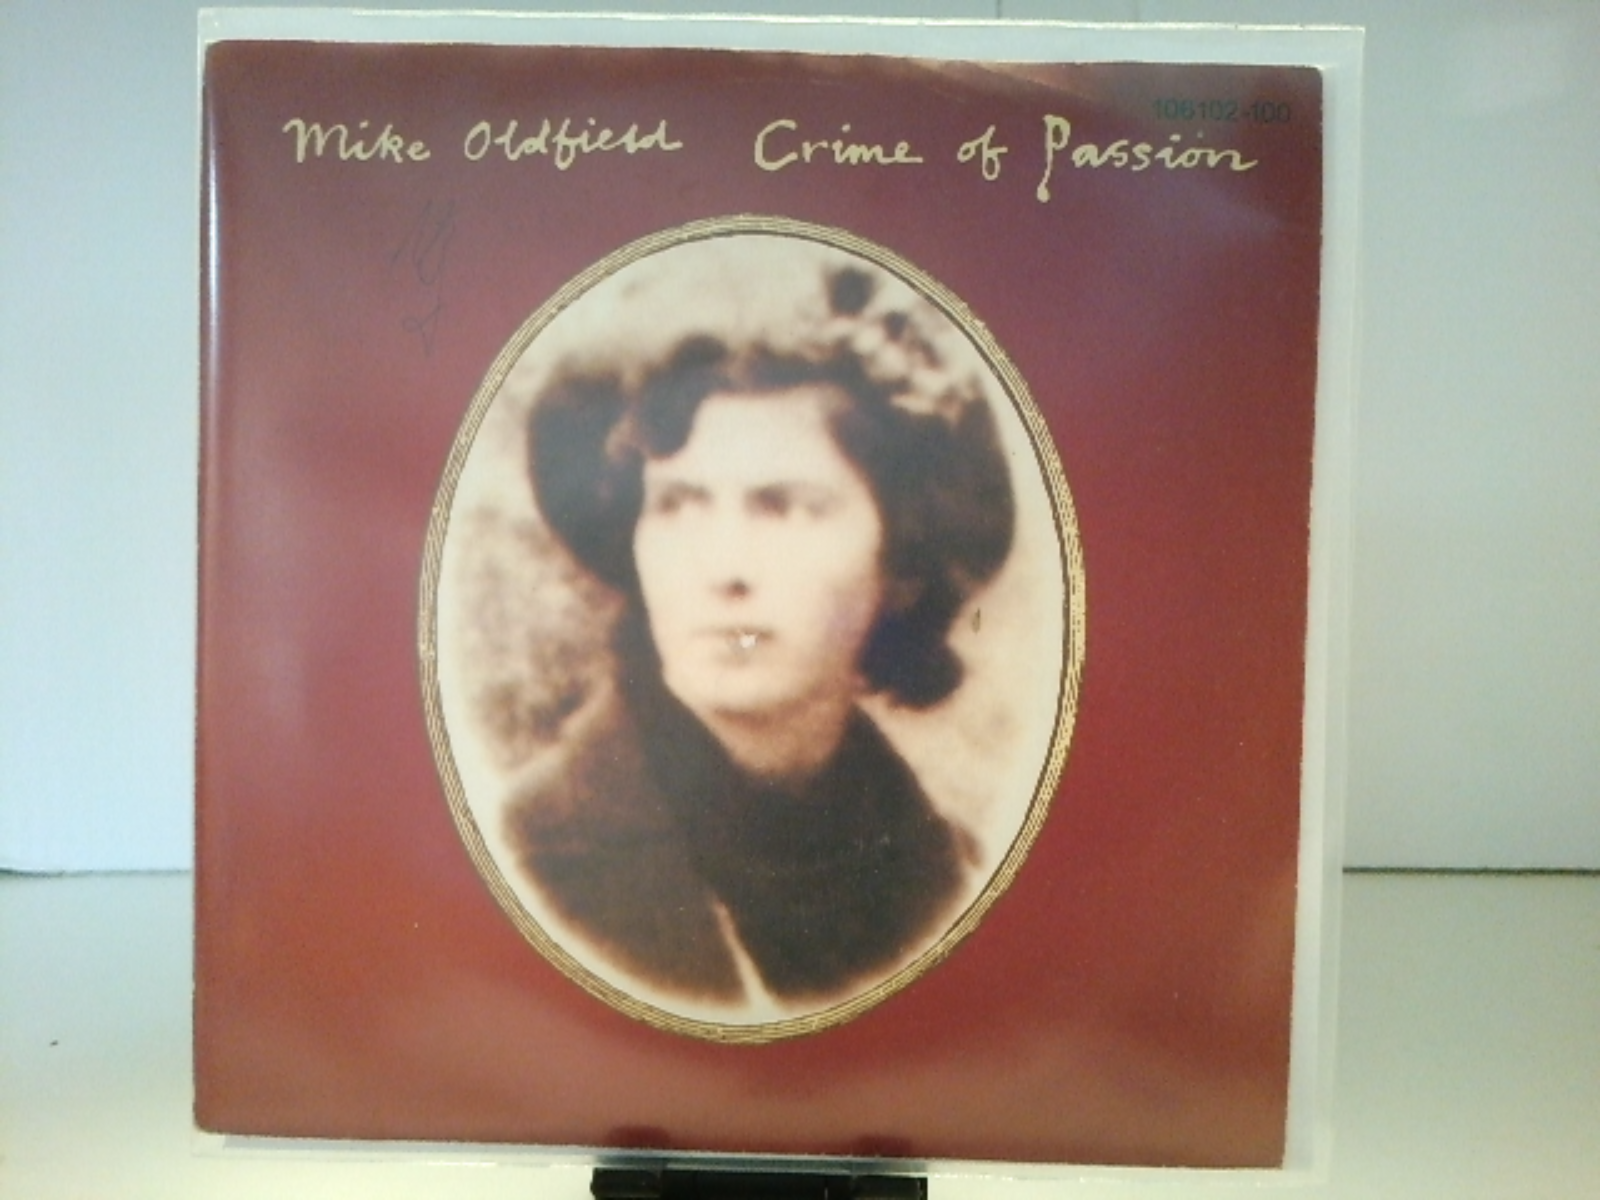 106102-100
Mike Oldfield Crime of Passion